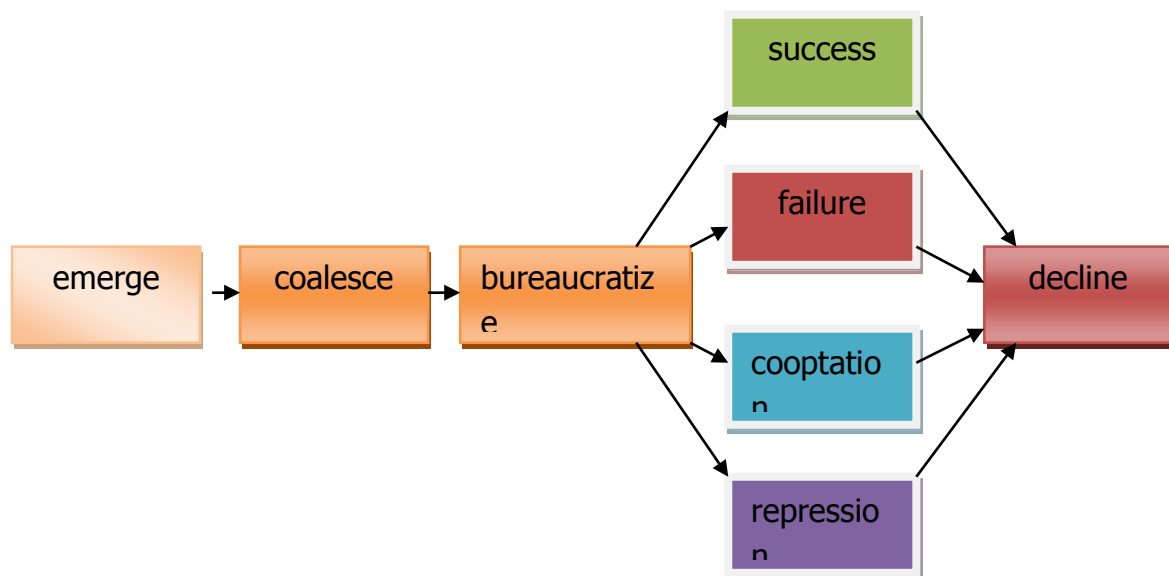 success
failure
emerge
coalesce
bureaucratiz
e
decline
cooptatio
n
repressio
n